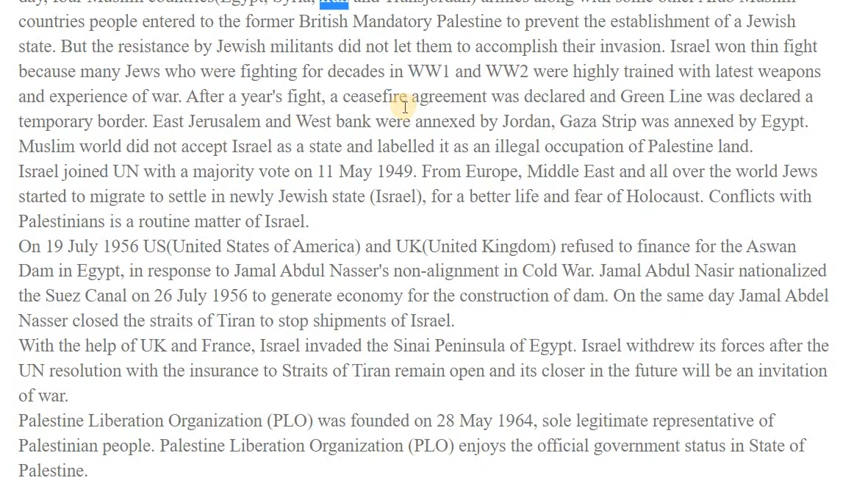 day, four Muslim countries(Egypt, Syria, and Transjordan) armies along with some other Arab Muslim
countries people entered to the former British Mandatory Palestine to prevent the establishment of a Jewish
state. But the resistance by Jewish militants did not let them to accomplish their invasion. Israel won thin fight
because many Jews who were fighting for decades in WW1 and WW2 were highly trained with latest weapons
and experience of war. After a year's fight, a ceasefire agreement was declared and Green Line was declared a
temporary border. East Jerusalem and West bank were annexed by Jordan, Gaza Strip was annexed by Egypt.
Muslim world did not accept Israel as a state and labelled it as an illegal occupation of Palestine land.
Israel joined UN with a majority vote on 11 May 1949. From Europe, Middle East and all over the world Jews
started to migrate to settle in newly Jewish state (Israel), for a better life and fear of Holocaust. Conflicts with
Palestinians is a routine matter of Israel.
On 19 July 1956 US(United States of America) and UK(United Kingdom) refused to finance for the Aswan
Dam in Egypt, in response to Jamal Abdul Nasser's non-alignment in Cold War. Jamal Abdul Nasir nationalized
the Suez Canal on 26 July 1956 to generate economy for the construction of dam. On the same day Jamal Abdel
Nasser closed the straits of Tiran to stop shipments of Israel.
With the help of UK and France, Israel invaded the Sinai Peninsula of Egypt. Israel withdrew its forces after the
UN resolution with the insurance to Straits of Tiran remain open and its closer in the future will be an invitation
of war.
Palestine Liberation Organization (PLO) was founded on 28 May 1964, sole legitimate representative of
Palestinian people. Palestine Liberation Organization (PLO) enjoys the official government status in State of
Palestine.